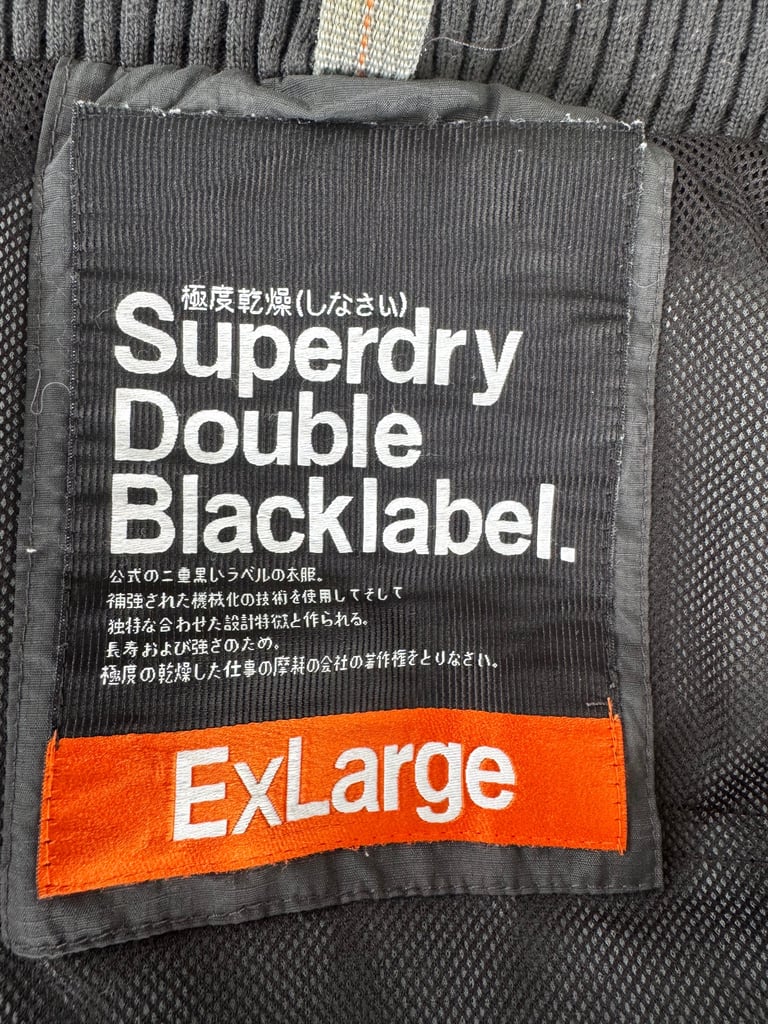 極度乾燥(しなさい)
Superdry
Double
Blacklabel.
公式の二重黒いラベルの衣服。
補強された機械化の技術を使用してそして
独特な合わせた設計特徴と作られる。
長寿および強さのため。
極度の乾燥した仕事の摩耗の会社の著作権をとりなさい。
ExLarge